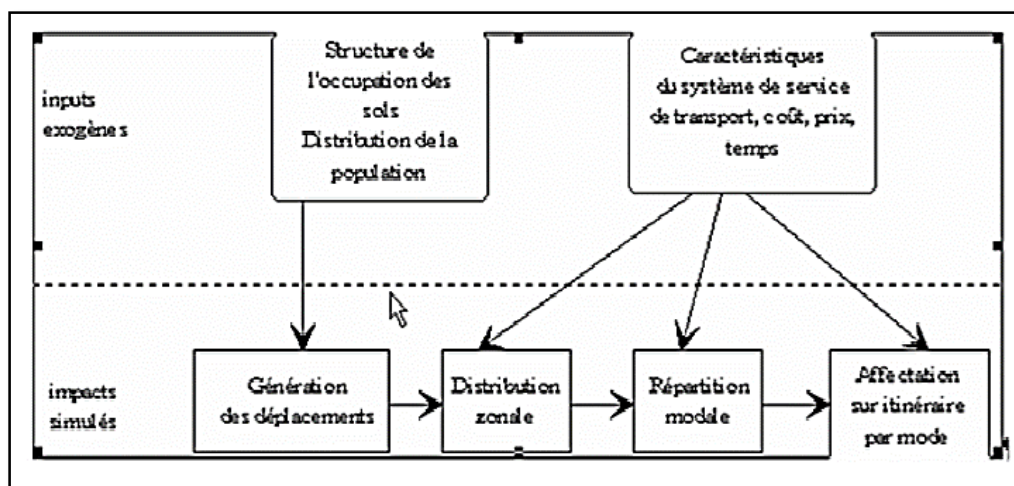 inputs
exogènes
Structure de
l'occupation des
sols
Distribution de la
population
Caractéristiques
du système de service
de transport, coût, prix,
temps
impacts
simulés
Génération
des déplacements
Distribution
zonale
Répartition
modale
Affectation
sur itinéraire
par mode